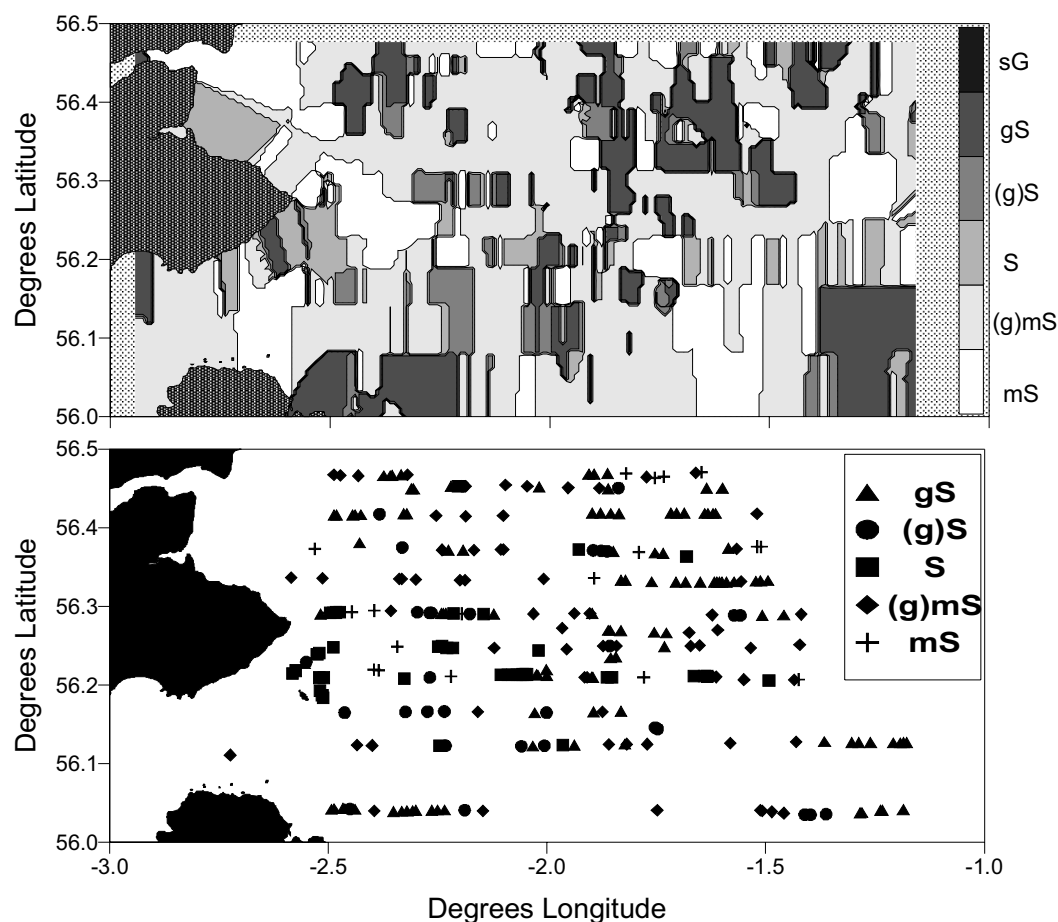 56.5
56.4
56.3
56.2
56.1
56.0
Degrees Latitude
sG
gS
(g)S
S
(g)mS
mS
56.5
56.4
56.3
56.2
56.1
56.0
Degrees Latitude
gS
(g)S
S
(g)mS
mS
-3.0
-2.5
-2.0
-1.5
-1.0
Degrees Longitude